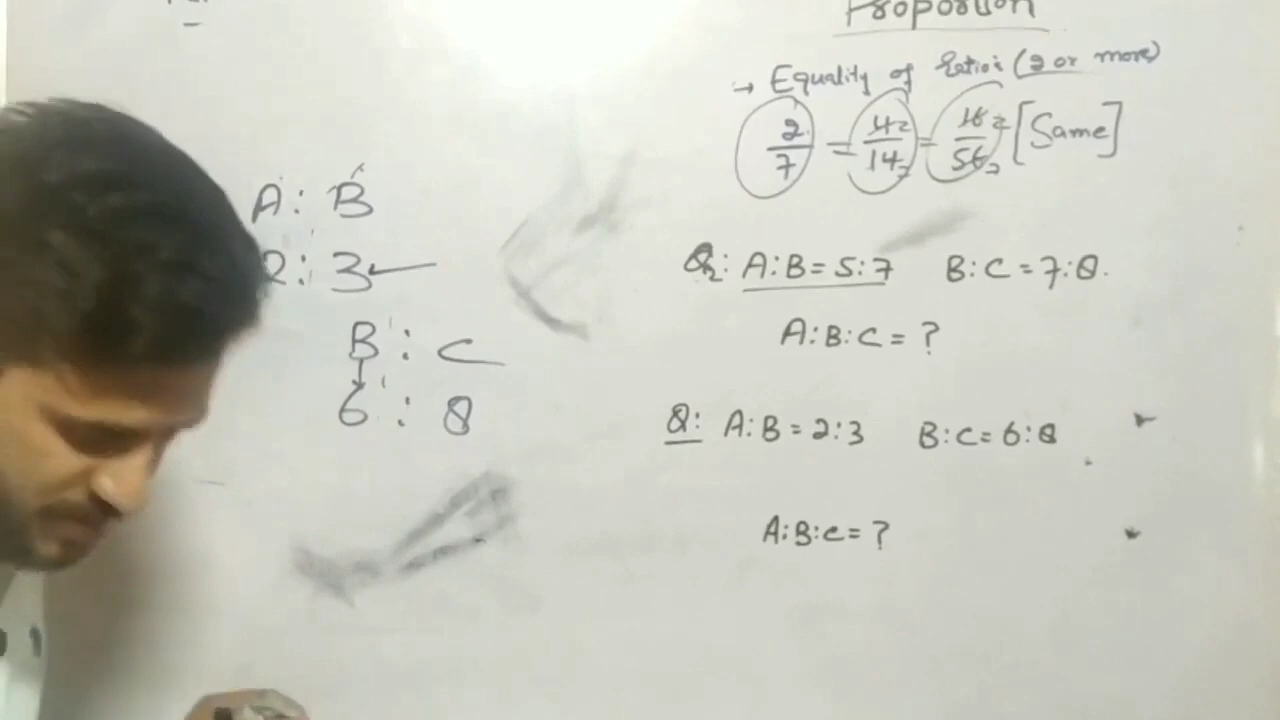 Proportion
→ Equality of Ratios (2 or more)
2/7 = 4/14 = 16/56 [Same]
A : B
2 : 3
B : C
6 : 8
Q: A:B = 5:7 B:C = 7:8.
A:B:C = ?
Q: A:B = 2:3 B:C = 6:8
A:B:C = ?